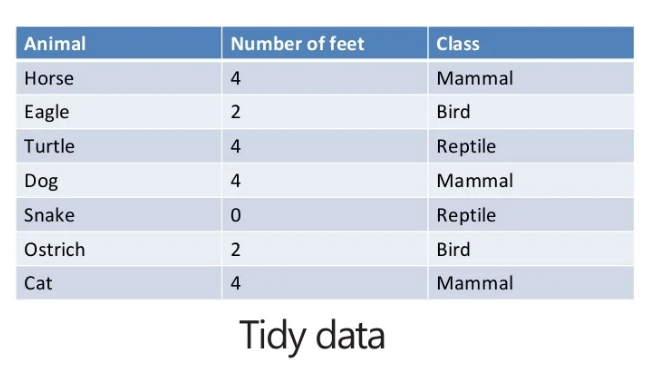 Animal Number of feet Class
Horse 4 Mammal
Eagle 2 Bird
Turtle 4 Reptile
Dog 4 Mammal
Snake 0 Reptile
Ostrich 2 Bird
Cat 4 Mammal
Tidy data